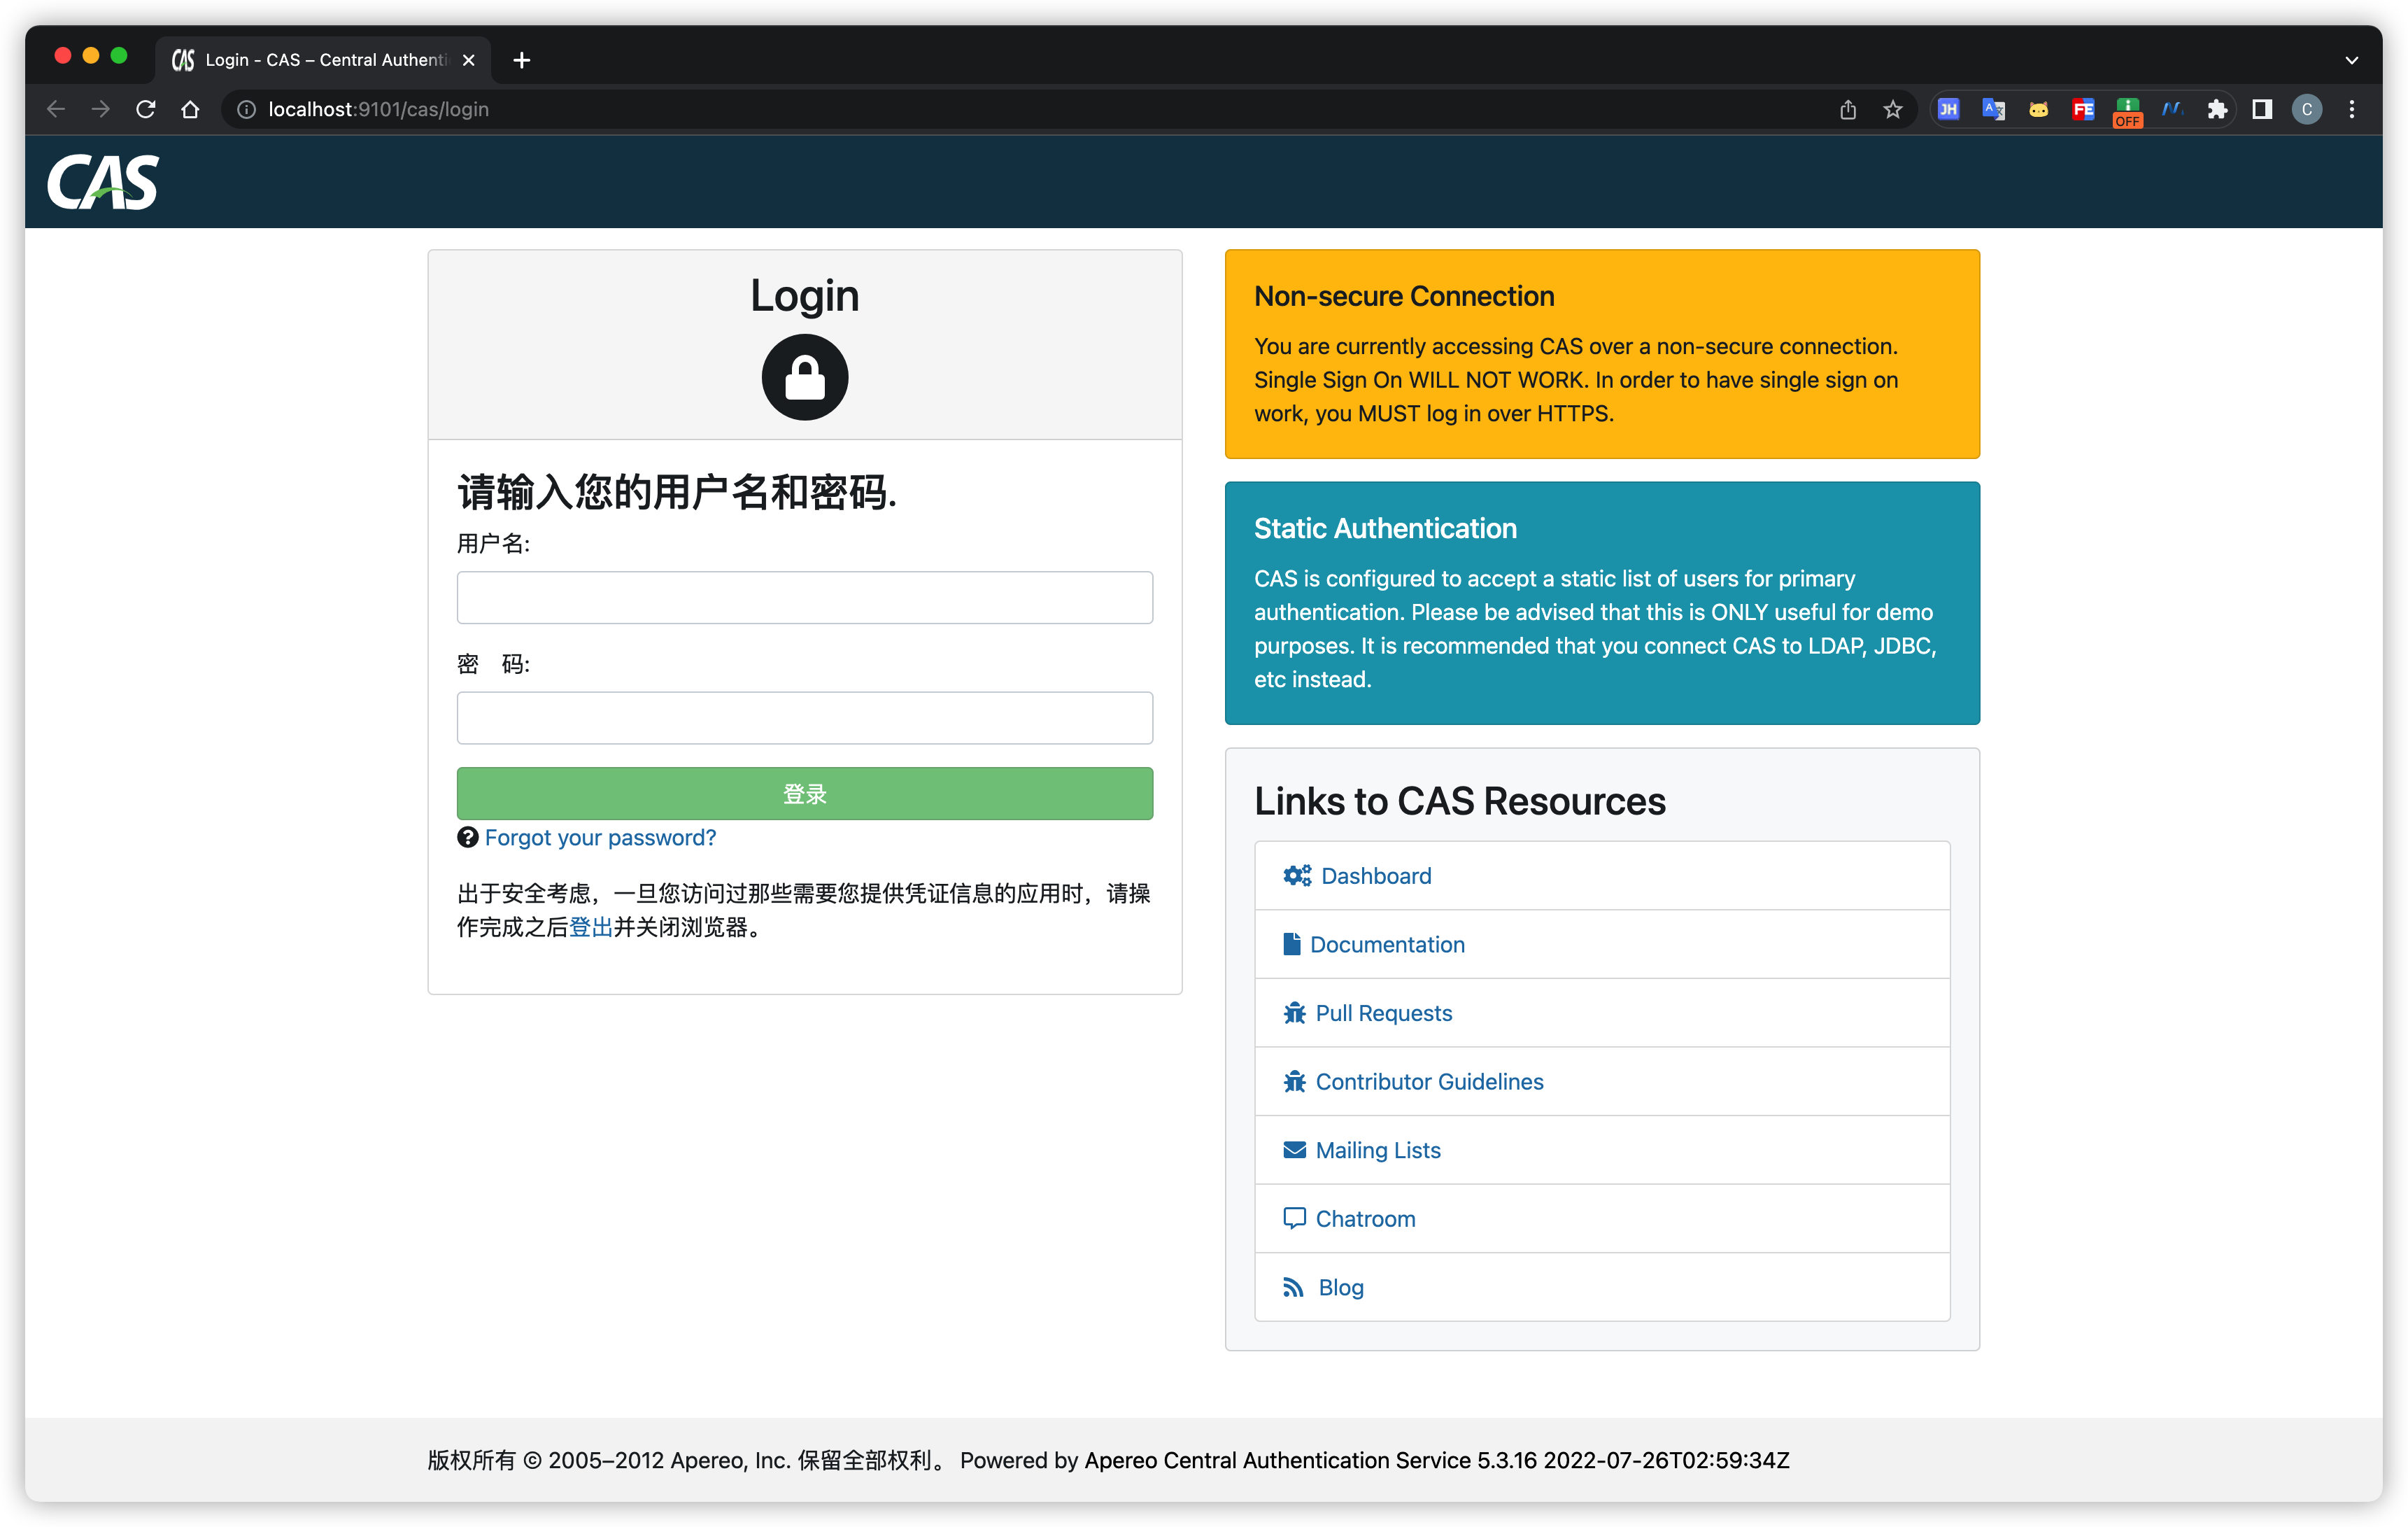 CAS Login - CAS – Central Authenti
localhost:9101/cas/login
JH
FE
OFF
C
CAS
Login
请输入您的用户名和密码.
用户名:
密 码:
登录
Forgot your password?
出于安全考虑，一旦您访问过那些需要您提供凭证信息的应用时，请操
作完成之后登出并关闭浏览器。
Non-secure Connection
You are currently accessing CAS over a non-secure connection.
Single Sign On WILL NOT WORK. In order to have single sign on
work, you MUST log in over HTTPS.
Static Authentication
CAS is configured to accept a static list of users for primary
authentication. Please be advised that this is ONLY useful for demo
purposes. It is recommended that you connect CAS to LDAP, JDBC,
etc instead.
Links to CAS Resources
Dashboard
Documentation
Pull Requests
Contributor Guidelines
Mailing Lists
Chatroom
Blog
版权所有 © 2005–2012 Apereo, Inc. 保留全部权利。 Powered by Apereo Central Authentication Service 5.3.16 2022-07-26T02:59:34Z